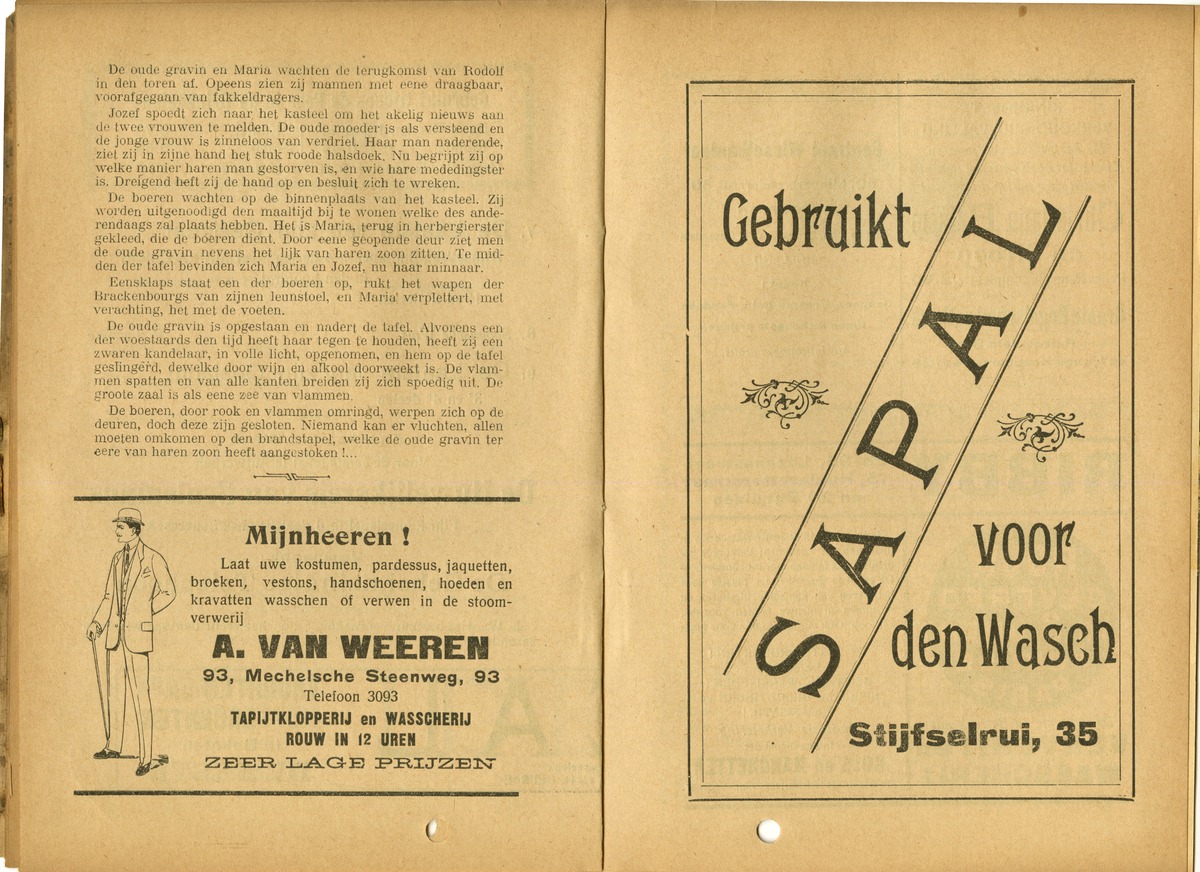 De oude gravin en Maria wachten de terugkomst van Rodolf
in den toren af. Opeens zien zij mannen met eene draagbaar,
voorafgegaan van fakkeldragers.
Jozef spoedt zich naar het kasteel om het akelig nieuws aan
de twee vrouwen te melden. De oude moeder is als versteend en
de jonge vrouw is zinneloos van verdriet. Haar man naderende,
ziet zij in zijne hand het stuk roode halsdoek. Nu begrijpt zij op
welke manier haren man gestorven is, en wie hare mededingster
is. Dreigend heft zij de hand op en besluit zich te wreken.
De boeren wachten op de binnenplaats van het kasteel. Zij
worden uitgenoodigd den maaltijd bij te wonen welke des ande-
rendaags zal plaats hebben. Het is Maria, terug in herbergierster
gekleed, die de boeren dient. Door eene geopende deur ziet men
de oude gravin nevens het lijk van haren zoon zitten. Te mid-
den der tafel bevinden zich Maria en Jozef, nu haar minnaar.
Eensklaps staat een der boeren op, rukt het wapen der
Brackenbourgs van zijnen leunstoel, en Maria verplettert, met
verachting, het met de voeten.
De oude gravin is opgestaan en nadert de tafel. Alvorens een
der woestaards den tijd heeft haar tegen te houden, heeft zij een
zwaren kandelaar, in volle licht, opgenomen, en hem op de tafel
geslingerd, dewelke door wijn en alkool doorweekt is. De vlam-
men spatten en van alle kanten breiden zij zich spoedig uit. De
groote zaal is als eene zee van vlammen.
De boeren, door rook en vlammen omringd, werpen zich op de
deuren, doch deze zijn gesloten. Niemand kan er vluchten, allen
moeten omkomen op den brandstapel, welke de oude gravin ter
eere van haren zoon heeft aangestoken !...
Mijnheeren !
Laat uwe kostumen, pardessus, jaquetten,
broeken, vestons, handschoenen, hoeden en
kravatten wasschen of verwen in de stoom-
verwerij
A. VAN WEEREN
93, Mechelsche Steenweg, 93
Telefoon 3093
TAPIJTKLOPPERIJ en WASSCHERIJ
ROUW IN 12 UREN
ZEER LAGE PRIJZEN
Gebruikt
SAPAL
voor
den Wasch
Stijfselrui, 35